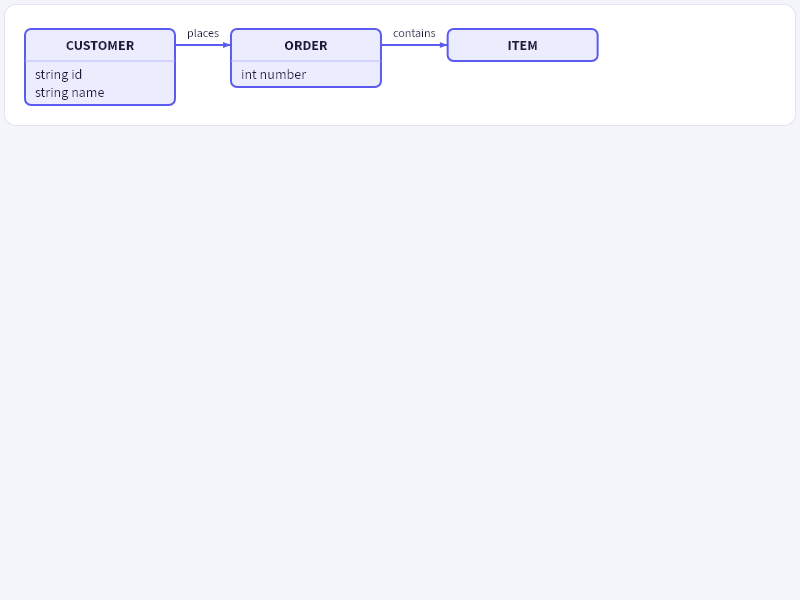 CUSTOMER
string id
string name
places
ORDER
int number
contains
ITEM